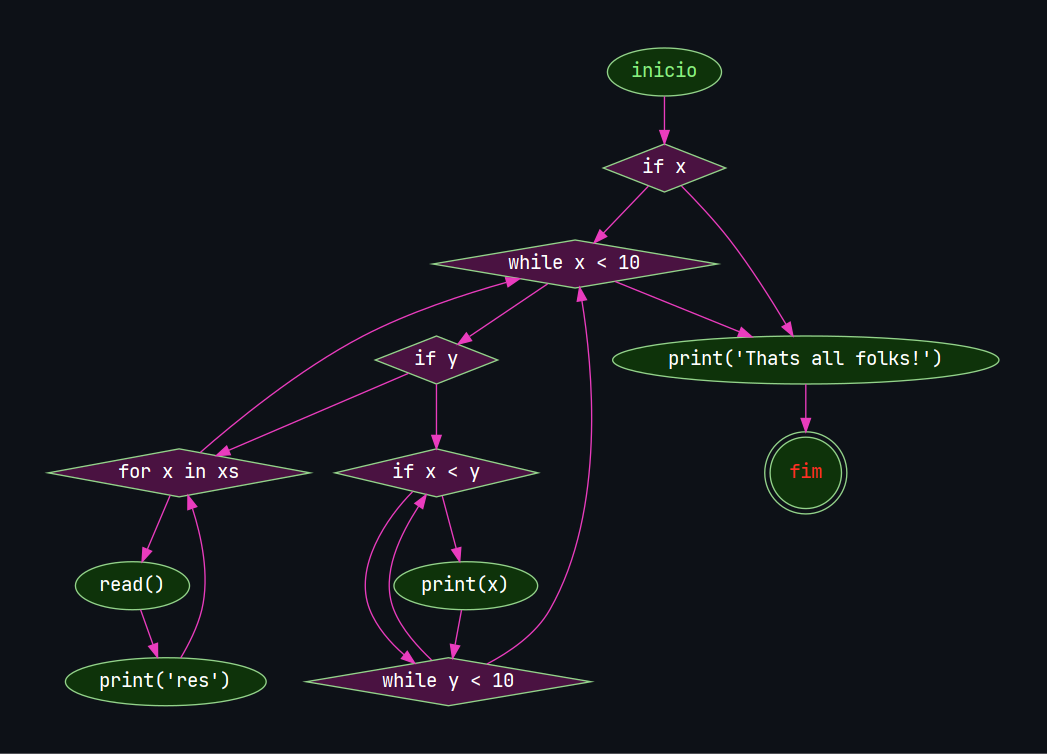 inicio
if x
while x < 10
if y
print('Thats all folks!')
for x in xs
if x < y
fim
read()
print(x)
print('res')
while y < 10